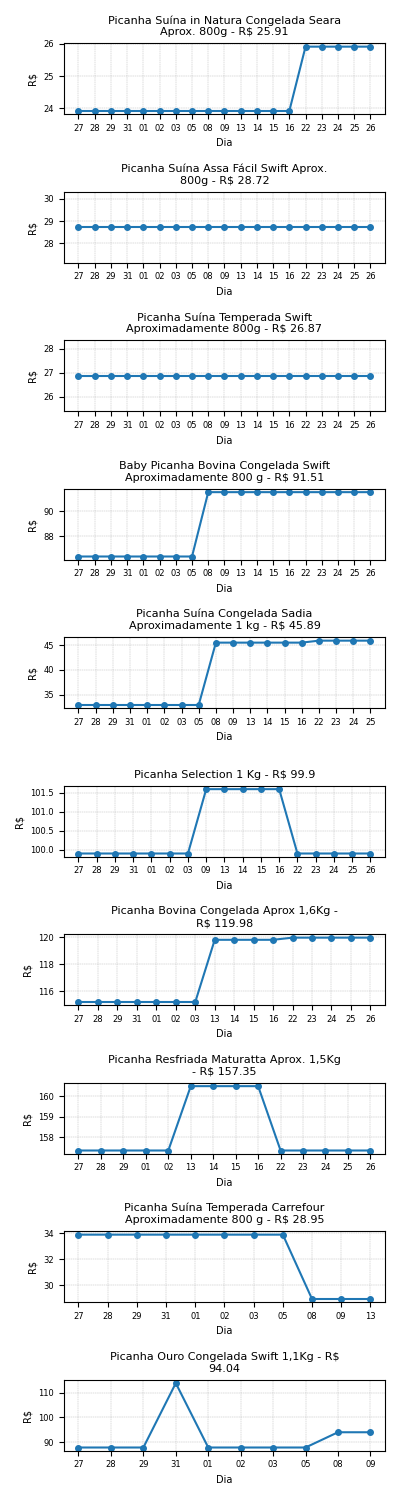 Picanha Suína in Natura Congelada Seara
Aprox. 800g - R$ 25.91
26
25
24
R$
27 28 29 31 01 02 03 05 08 09 13 14 15 16 22 23 24 25 26
Dia
Picanha Suína Assa Fácil Swift Aprox.
800g - R$ 28.72
30
29
28
R$
27 28 29 31 01 02 03 05 08 09 13 14 15 16 22 23 24 25 26
Dia
Picanha Suína Temperada Swift
Aproximadamente 800g - R$ 26.87
28
27
26
R$
27 28 29 31 01 02 03 05 08 09 13 14 15 16 22 23 24 25 26
Dia
Baby Picanha Bovina Congelada Swift
Aproximadamente 800 g - R$ 91.51
90
88
R$
27 28 29 31 01 02 03 05 08 09 13 14 15 16 22 23 24 25 26
Dia
Picanha Suína Congelada Sadia
Aproximadamente 1 kg - R$ 45.89
45
40
35
R$
27 28 29 31 01 02 03 05 08 09 13 14 15 16 22 23 24 25
Dia
Picanha Selection 1 Kg - R$ 99.9
101.5
101.0
100.5
100.0
R$
27 28 29 31 01 02 03 09 13 14 15 16 22 23 24 25 26
Dia
Picanha Bovina Congelada Aprox 1,6Kg -
R$ 119.98
120
118
116
R$
27 28 29 31 01 02 03 13 14 15 16 22 23 24 25 26
Dia
Picanha Resfriada Maturatta Aprox. 1,5Kg
- R$ 157.35
160
159
158
R$
27 28 29 01 02 13 14 15 16 22 23 24 25 26
Dia
Picanha Suína Temperada Carrefour
Aproximadamente 800 g - R$ 28.95
34
32
30
R$
27 28 29 31 01 02 03 05 08 09 13
Dia
Picanha Ouro Congelada Swift 1,1Kg - R$
94.04
110
100
90
R$
27 28 29 31 01 02 03 05 08 09
Dia